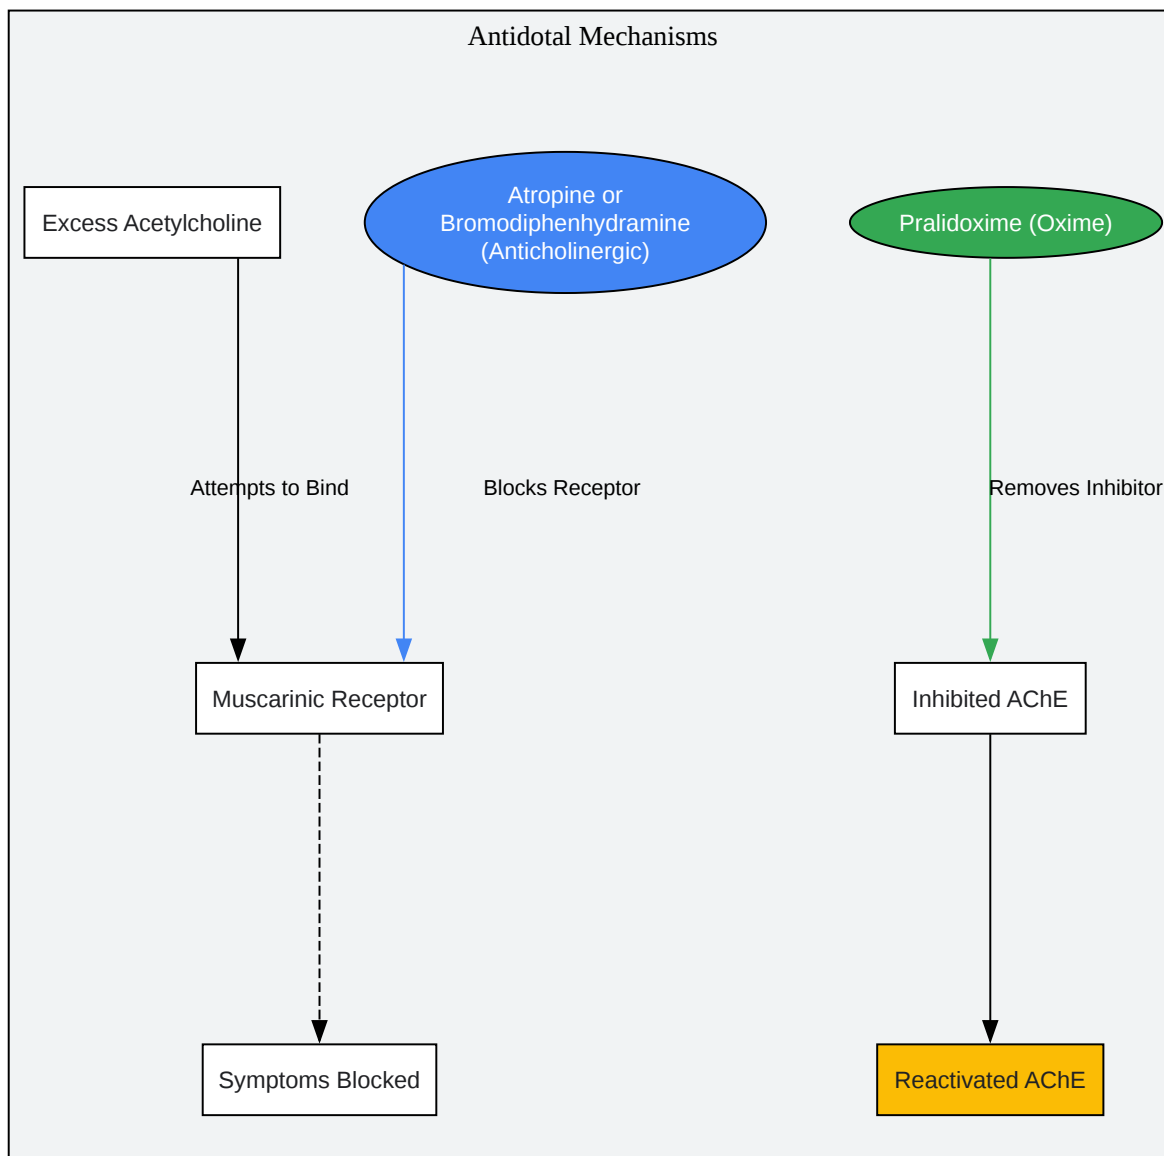 Antidotal Mechanisms
Excess Acetylcholine
Atropine or
Bromodiphenhydramine
(Anticholinergic)
Pralidoxime (Oxime)
Attempts to Bind
Blocks Receptor
Removes Inhibitor
Muscarinic Receptor
Inhibited AChE
Symptoms Blocked
Reactivated AChE